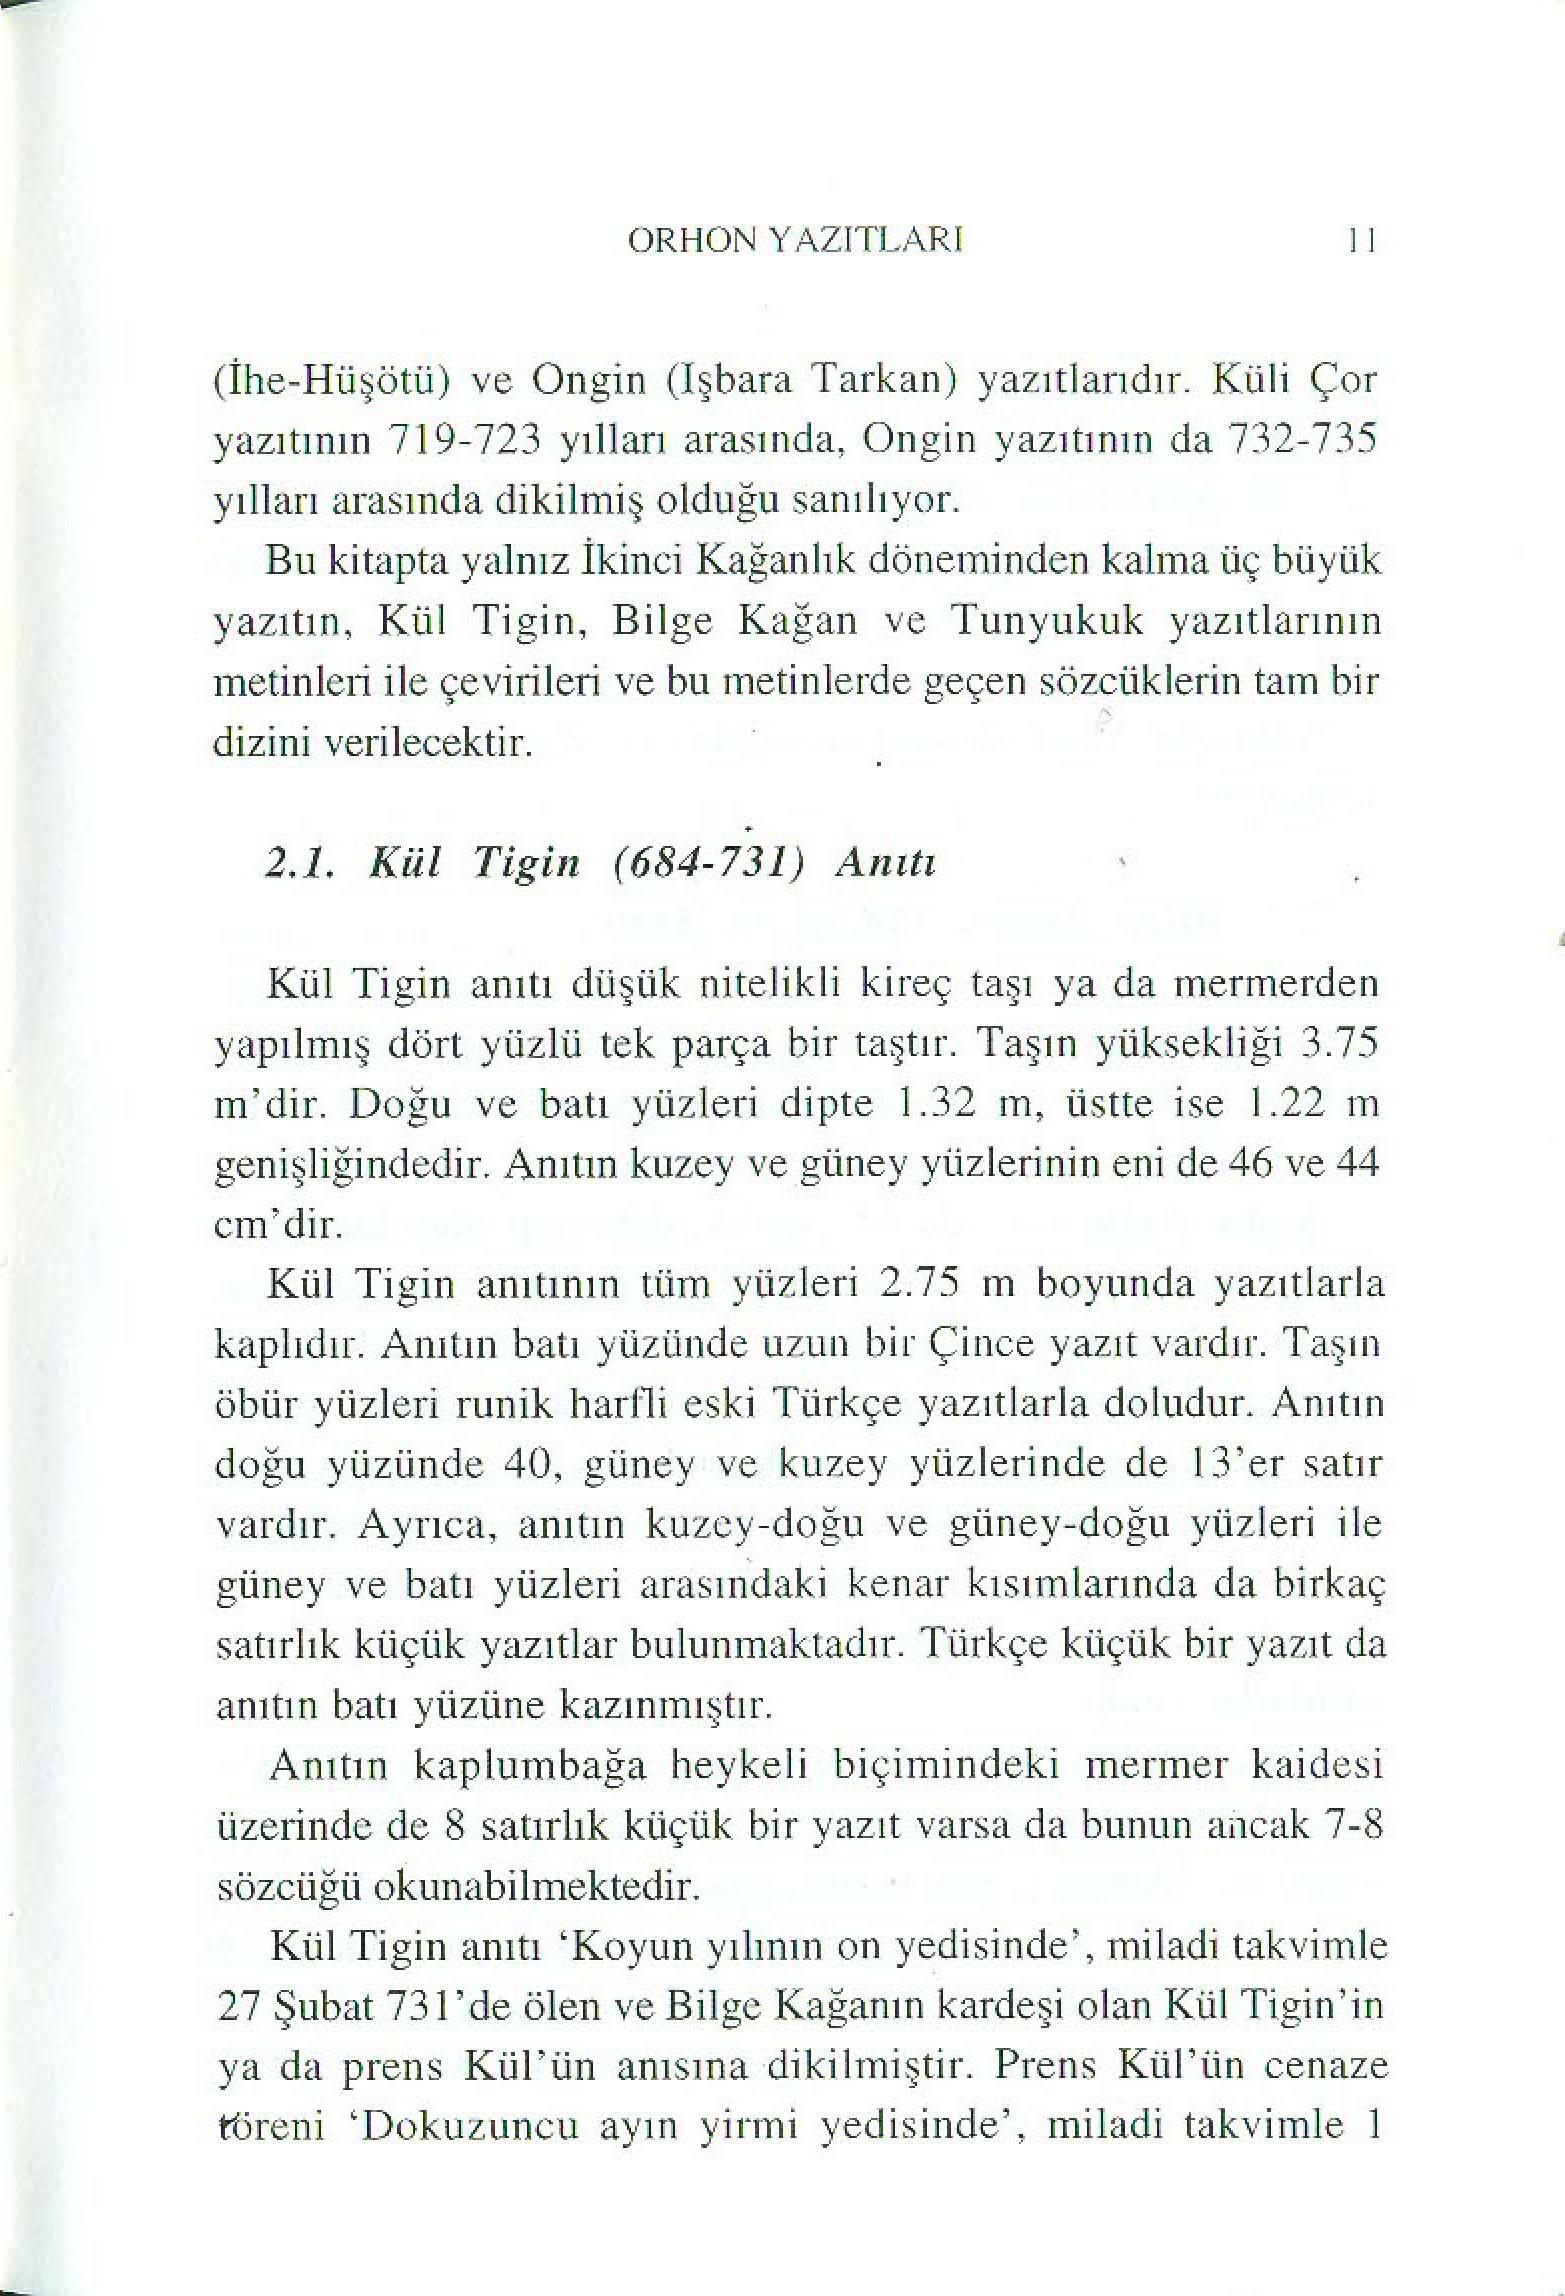 ORHON YAZITLARI 11
(İhe-Hüşötü) ve Ongin (Işbara Tarkan) yazıtlarıdır. Küli Çor
yazıtının 719-723 yılları arasında, Ongin yazıtının da 732-735
yılları arasında dikilmiş olduğu sanılıyor.
Bu kitapta yalnız İkinci Kağanlık döneminden kalma üç büyük
yazıtın, Kül Tigin, Bilge Kağan ve Tunyukuk yazıtlarının
metinleri ile çevirileri ve bu metinlerde geçen sözcüklerin tam bir
dizini verilecektir.
2.1. Kül Tigin (684-731) Anıtı
Kül Tigin anıtı düşük nitelikli kireç taşı ya da mermerden
yapılmış dört yüzlü tek parça bir taştır. Taşın yüksekliği 3.75
m’dir. Doğu ve batı yüzleri dipte 1.32 m, üstte ise 1.22 m
genişliğindedir. Anıtın kuzey ve güney yüzlerinin eni de 46 ve 44
cm’dir.
Kül Tigin anıtının tüm yüzleri 2.75 m boyunda yazıtlarla
kaplıdır. Anıtın batı yüzünde uzun bir Çince yazıt vardır. Taşın
öbür yüzleri runik harfli eski Türkçe yazıtlarla doludur. Anıtın
doğu yüzünde 40, güney ve kuzey yüzlerinde de 13’er satır
vardır. Ayrıca, anıtın kuzey-doğu ve güney-doğu yüzleri ile
güney ve batı yüzleri arasındaki kenar kısımlarında da birkaç
satırlık küçük yazıtlar bulunmaktadır. Türkçe küçük bir yazıt da
anıtın batı yüzüne kazınmıştır.
Anıtın kaplumbağa heykeli biçimindeki mermer kaidesi
üzerinde de 8 satırlık küçük bir yazıt varsa da bunun ancak 7-8
sözcüğü okunabilmektedir.
Kül Tigin anıtı ‘Koyun yılının on yedisinde’, miladi takvimle
27 Şubat 731’de ölen ve Bilge Kağanın kardeşi olan Kül Tigin’in
ya da prens Kül’ün anısına dikilmiştir. Prens Kül’ün cenaze
töreni ‘Dokuzuncu ayın yirmi yedisinde’, miladi takvimle 1